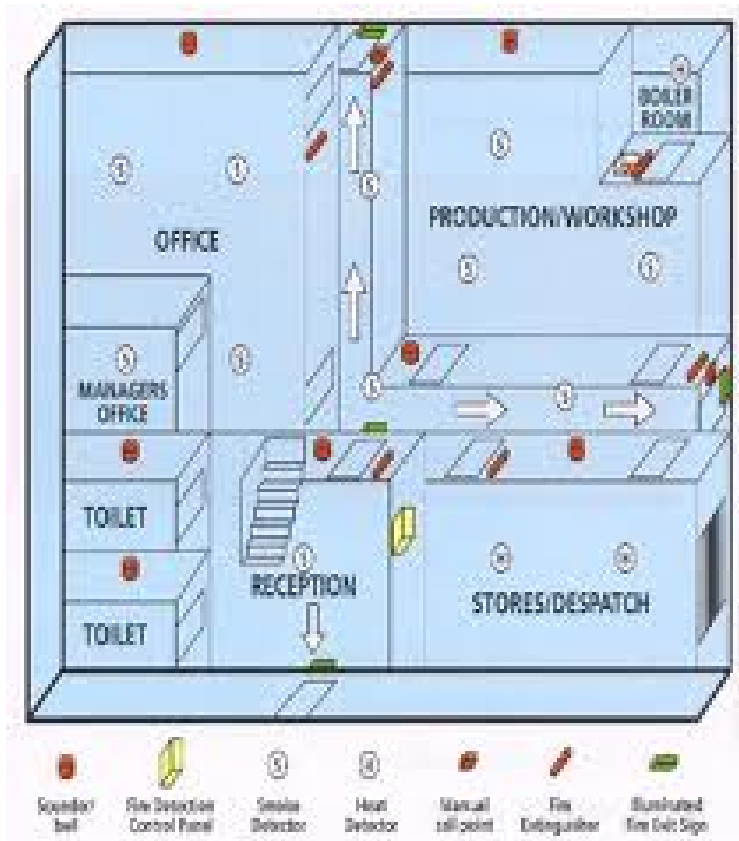 BOILER
ROOM
PRODUCTION/WORKSHOP
OFFICE
MANAGERS
OFFICE
TOILET
RECEPTION
STORES/DESPATCH
TOILET
Sounder/
bell
Fire Detection
Control Panel
Smoke
Detector
Heat
Detector
Manual
call point
Fire
Extinguisher
Illuminated
Fire Exit Sign